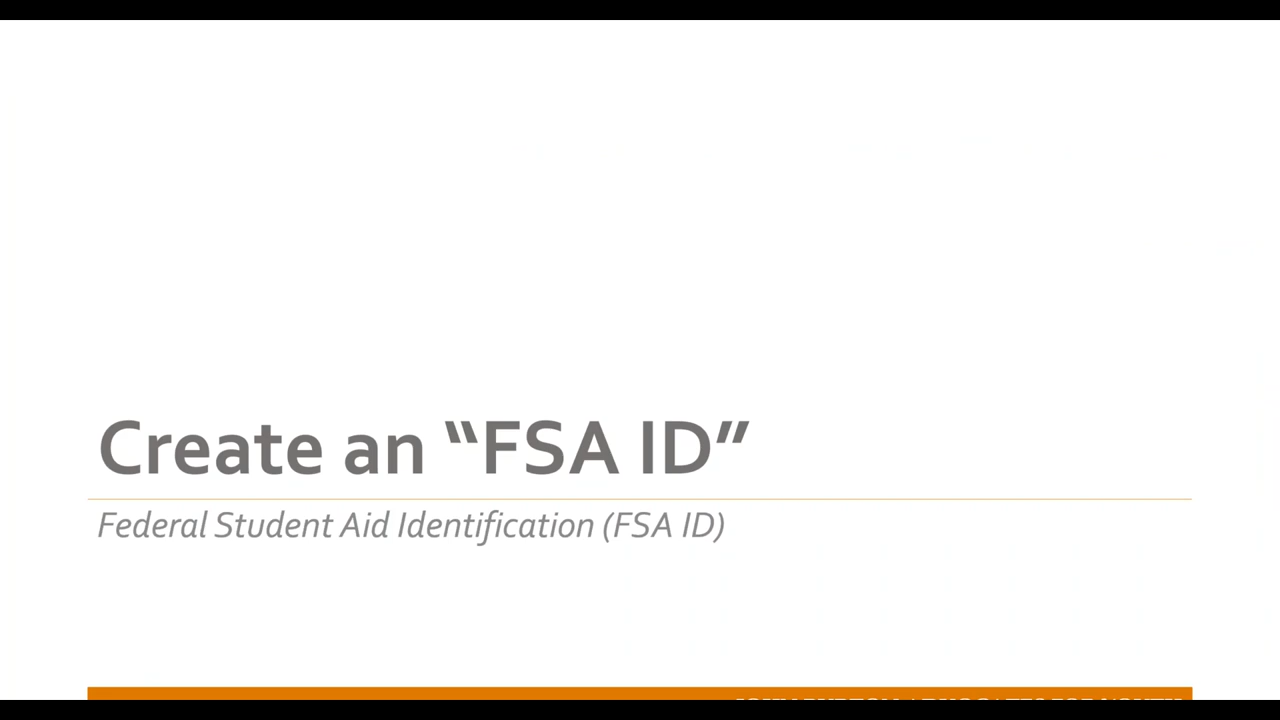 Create an “FSA ID”
Federal Student Aid Identification (FSA ID)